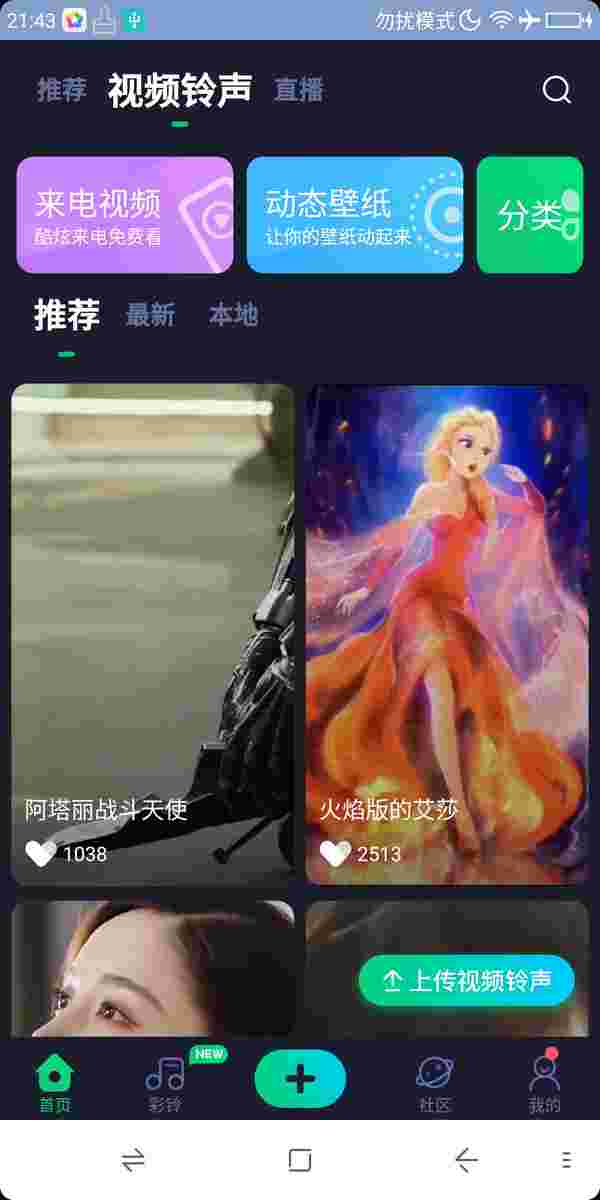 21:43 勿扰模式
推荐 视频铃声 直播
来电视频 动态壁纸 分类
酷炫来电免费看 让你的壁纸动起来
推荐 最新 本地
阿塔丽战斗天使 火焰版的艾莎
1038 2513
上传视频铃声
NEW
首页 彩铃 社区 我的